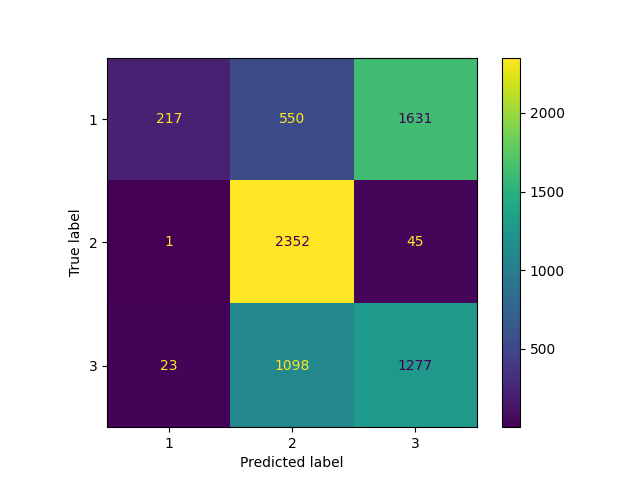 1 217 550 1631
2 1 2352 45
3 23 1098 1277
1 2 3
Predicted label
True label
2000
1500
1000
500